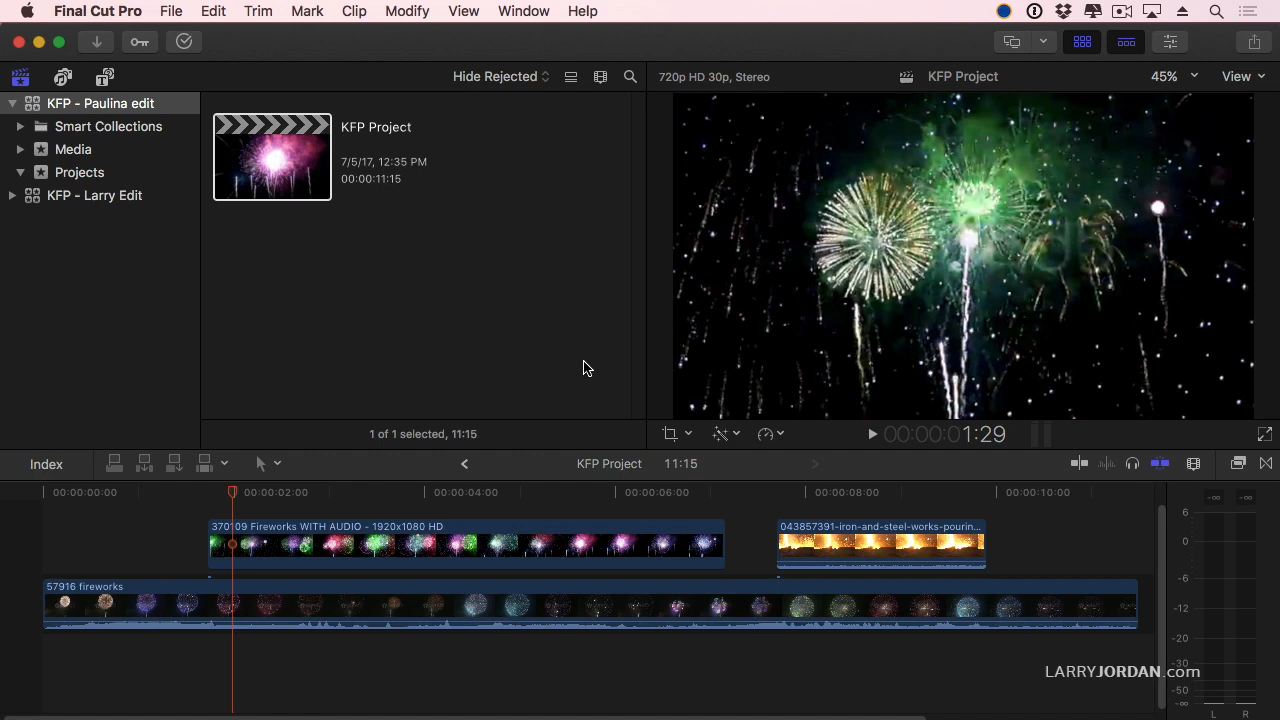 Final Cut Pro File Edit Trim Mark Clip Modify View Window Help
Hide Rejected
720p HD 30p, Stereo
KFP Project
45%
View
KFP - Paulina edit
Smart Collections
Media
Projects
KFP - Larry Edit
KFP Project
7/5/17, 12:35 PM
00:00:11:15
1 of 1 selected, 11:15
00:00:0 1:29
Index
KFP Project 11:15
00:00:00:00 00:00:02:00 00:00:04:00 00:00:06:00 00:00:08:00 00:00:10:00
370109 Fireworks WITH AUDIO - 1920x1080 HD
043857391-iron-and-steel-works-pourin...
57916 fireworks
-∞ -∞
6
0
-6
-12
-20
-30
-50
-∞
L R
LARRYJORDAN.com